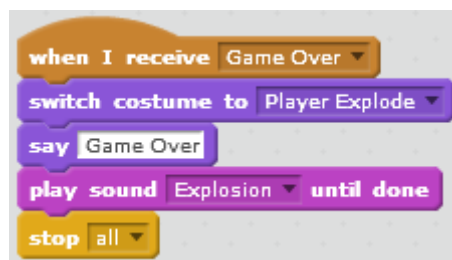 when I receive Game Over
switch costume to Player Explode
say Game Over
play sound Explosion until done
stop all